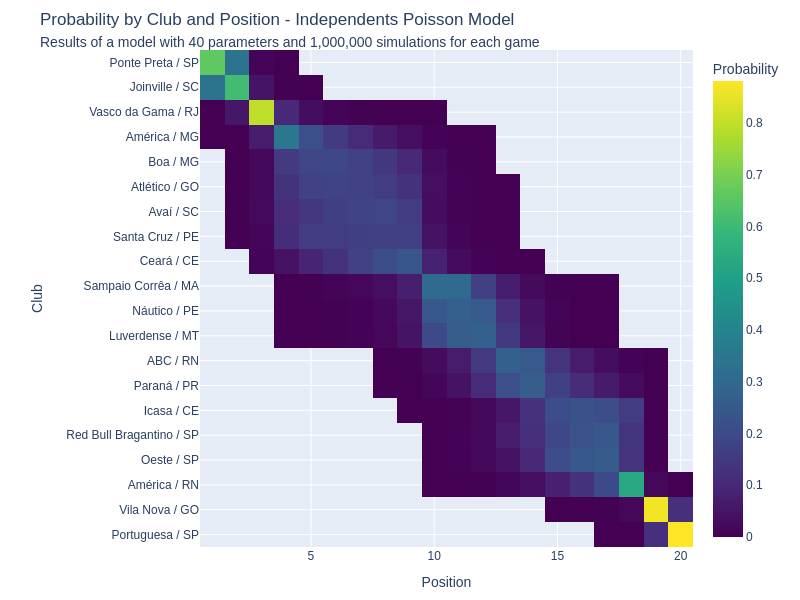 Probability by Club and Position - Independents Poisson Model
Results of a model with 40 parameters and 1,000,000 simulations for each game
Probability
Club
Ponte Preta / SP
Joinville / SC
Vasco da Gama / RJ
América / MG
Boa / MG
Atlético / GO
Avaí / SC
Santa Cruz / PE
Ceará / CE
Sampaio Corrêa / MA
Náutico / PE
Luverdense / MT
ABC / RN
Paraná / PR
Icasa / CE
Red Bull Bragantino / SP
Oeste / SP
América / RN
Vila Nova / GO
Portuguesa / SP
0.8
0.7
0.6
0.5
0.4
0.3
0.2
0.1
0
5 10 15 20
Position